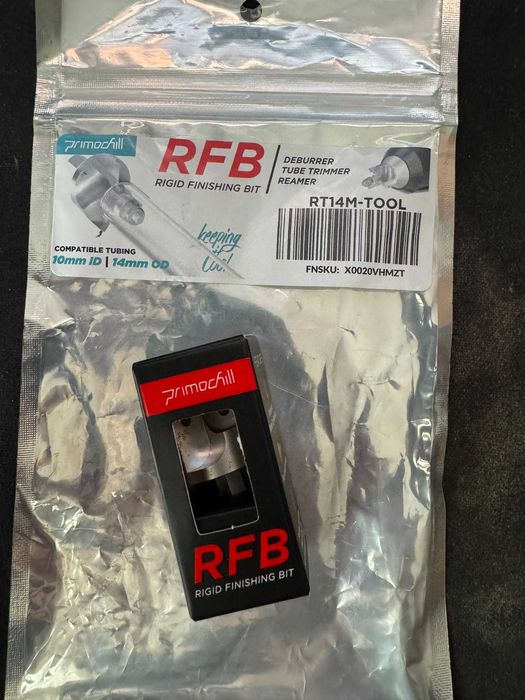 primochill
RFB
RIGID FINISHING BIT
DEBURRER
TUBE TRIMMER
REAMER
RT14M-TOOL
keeping
it
COMPATIBLE TUBING
10mm ID | 14mm OD
FNSKU: X0020VHMZT
primochill
RFB
RIGID FINISHING BIT